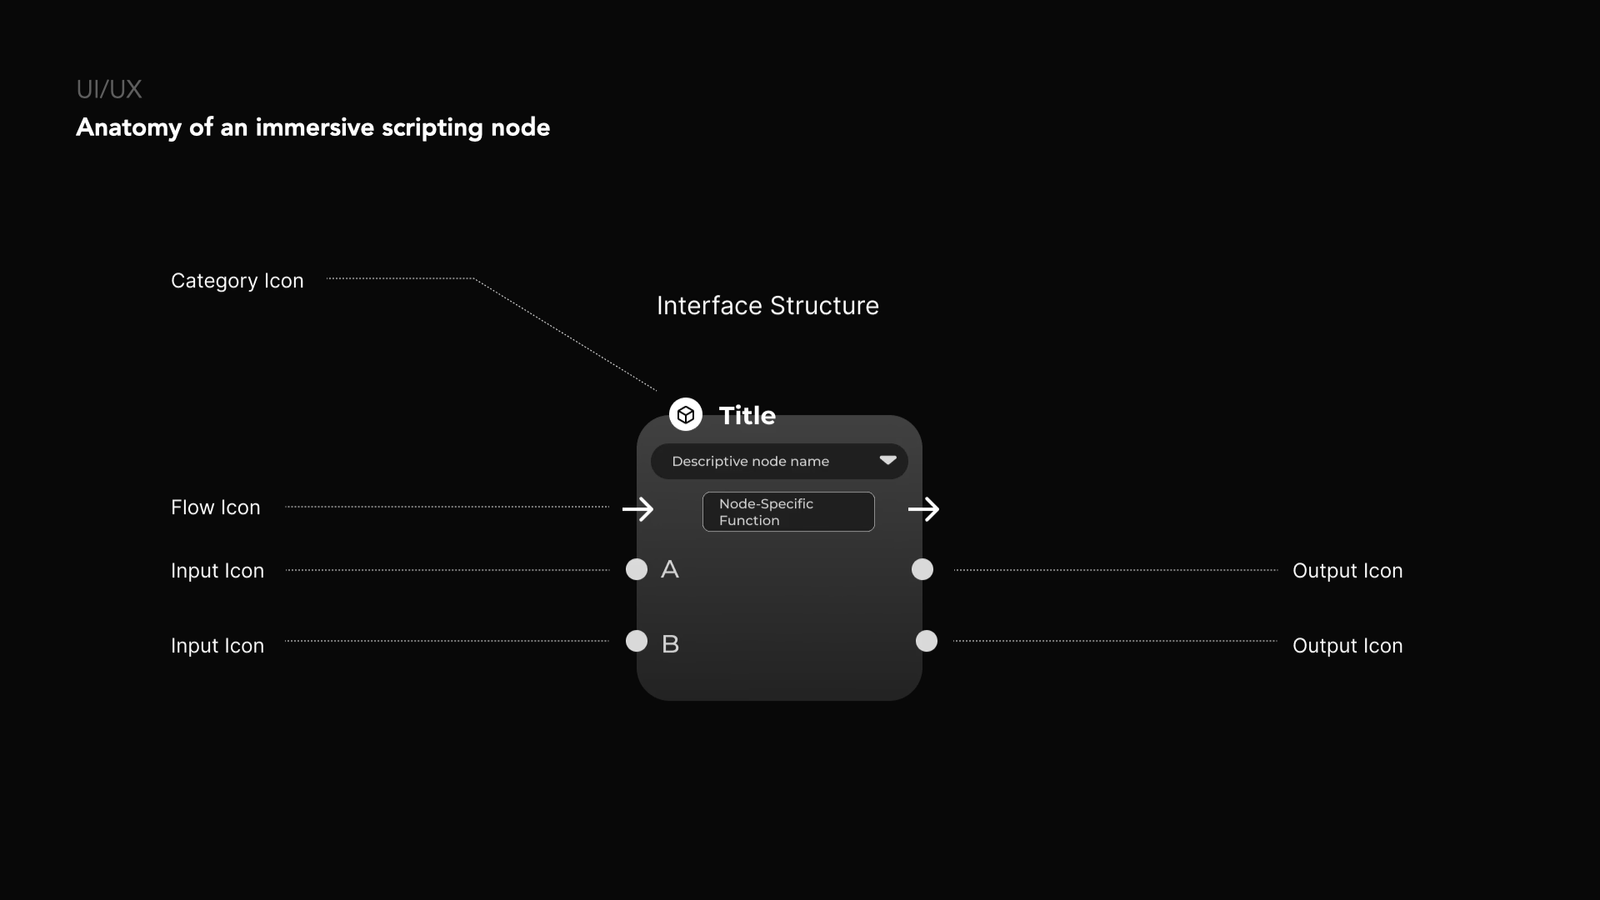 UI/UX
Anatomy of an immersive scripting node
Category Icon
Interface Structure
Title
Descriptive node name
Flow Icon
Node-Specific
Function
Input Icon
A
Output Icon
Input Icon
B
Output Icon